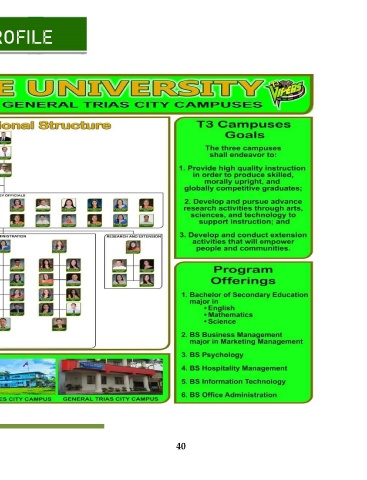 ROFILE
E UNIVERSITY
VIPERS
GENERAL TRIAS CITY CAMPUSES
ional Structure
T3 Campuses
Goals
The three campuses
shall endeavor to:
1. Provide high quality instruction
in order to produce skilled,
morally upright, and
globally competitive graduates;
2. Develop and pursue advance
research activities through arts,
sciences, and technology to
support instruction; and
3. Develop and conduct extension
activities that will empower
people and communities.
Y OFFICIALS
MINISTRATION
RESEARCH AND EXTENSION
Program
Offerings
1. Bachelor of Secondary Education
major in
•English
•Mathematics
•Science
2. BS Business Management
major in Marketing Management
3. BS Psychology
4. BS Hospitality Management
5. BS Information Technology
6. BS Office Administration
ES CITY CAMPUS
GENERAL TRIAS CITY CAMPUS
40